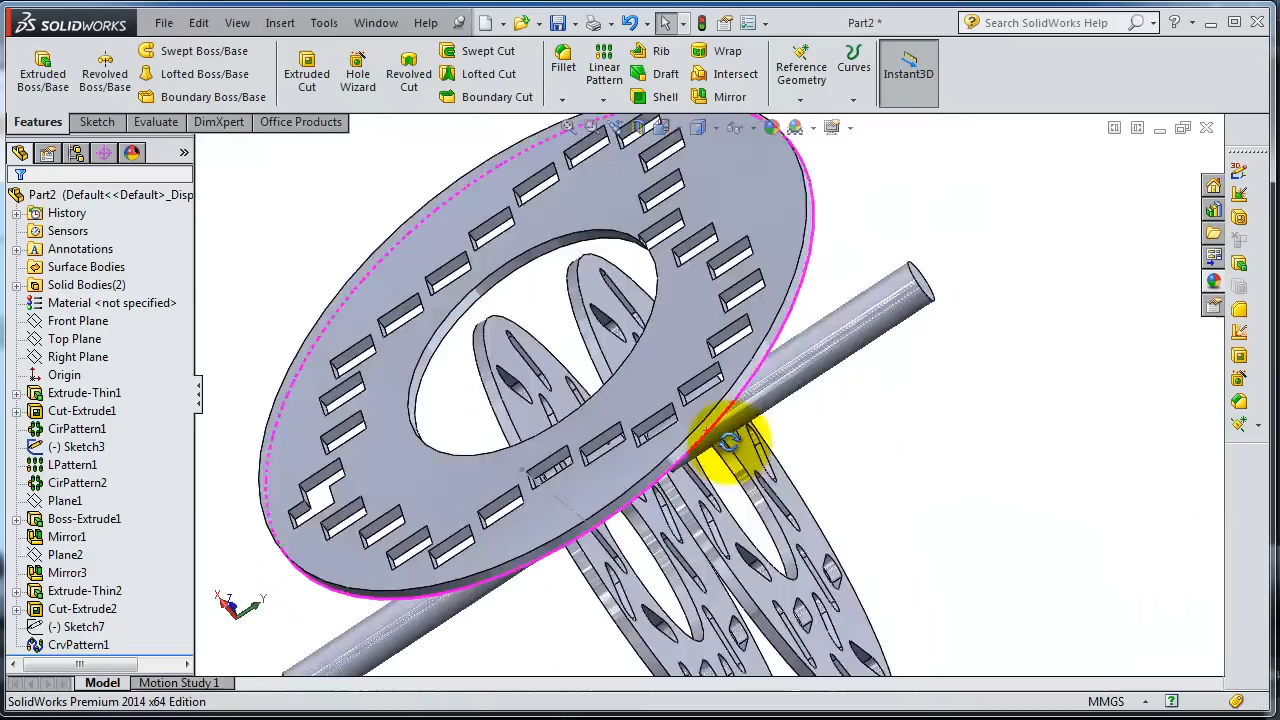 SOLIDWORKS File Edit View Insert Tools Window Help Part2 * Search SolidWorks Help
Extruded Boss/Base
Revolved Boss/Base
Swept Boss/Base
Lofted Boss/Base
Boundary Boss/Base
Extruded Cut
Hole Wizard
Revolved Cut
Swept Cut
Lofted Cut
Boundary Cut
Fillet
Linear Pattern
Rib
Draft
Shell
Wrap
Intersect
Mirror
Reference Geometry
Curves
Instant3D
Features Sketch Evaluate DimXpert Office Products
Part2 (Default<<Default>_Disp
History
Sensors
Annotations
Surface Bodies
Solid Bodies(2)
Material <not specified>
Front Plane
Top Plane
Right Plane
Origin
Extrude-Thin1
Cut-Extrude1
CirPattern1
(-) Sketch3
LPattern1
CirPattern2
Plane1
Boss-Extrude1
Mirror1
Plane2
Mirror3
Extrude-Thin2
Cut-Extrude2
(-) Sketch7
CrvPattern1
X Z Y
Model Motion Study 1
SolidWorks Premium 2014 x64 Edition MMGS